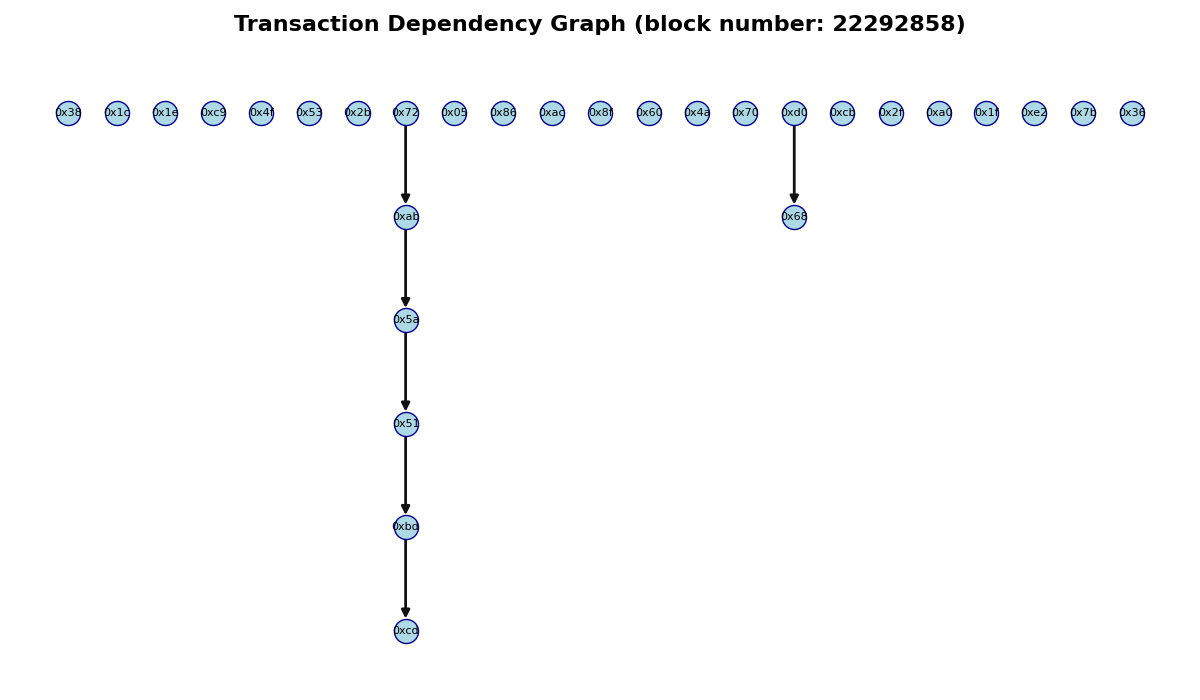 Transaction Dependency Graph (block number: 22292858)
0x38 0x1c 0x1e 0xc9 0x4f 0x53 0x2b 0x72 0x05 0x86 0xac 0x8f 0x60 0x4a 0x70 0xd0 0xcb 0x2f 0xa0 0x1f 0xe2 0x7b 0x36
0xab 0x68
0x5a
0x51
0xbd
0xcd